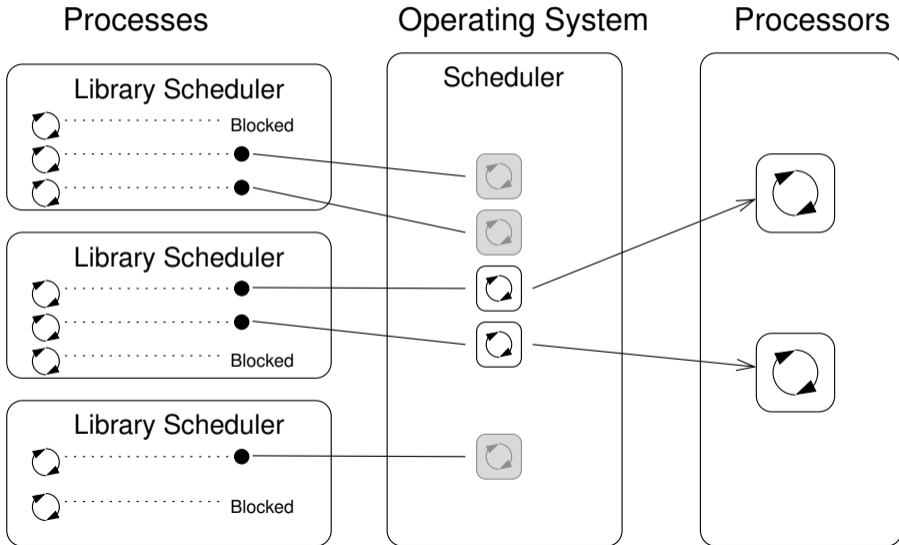 Processes
Operating System
Processors
Library Scheduler
Blocked
Library Scheduler
Blocked
Library Scheduler
Blocked
Scheduler